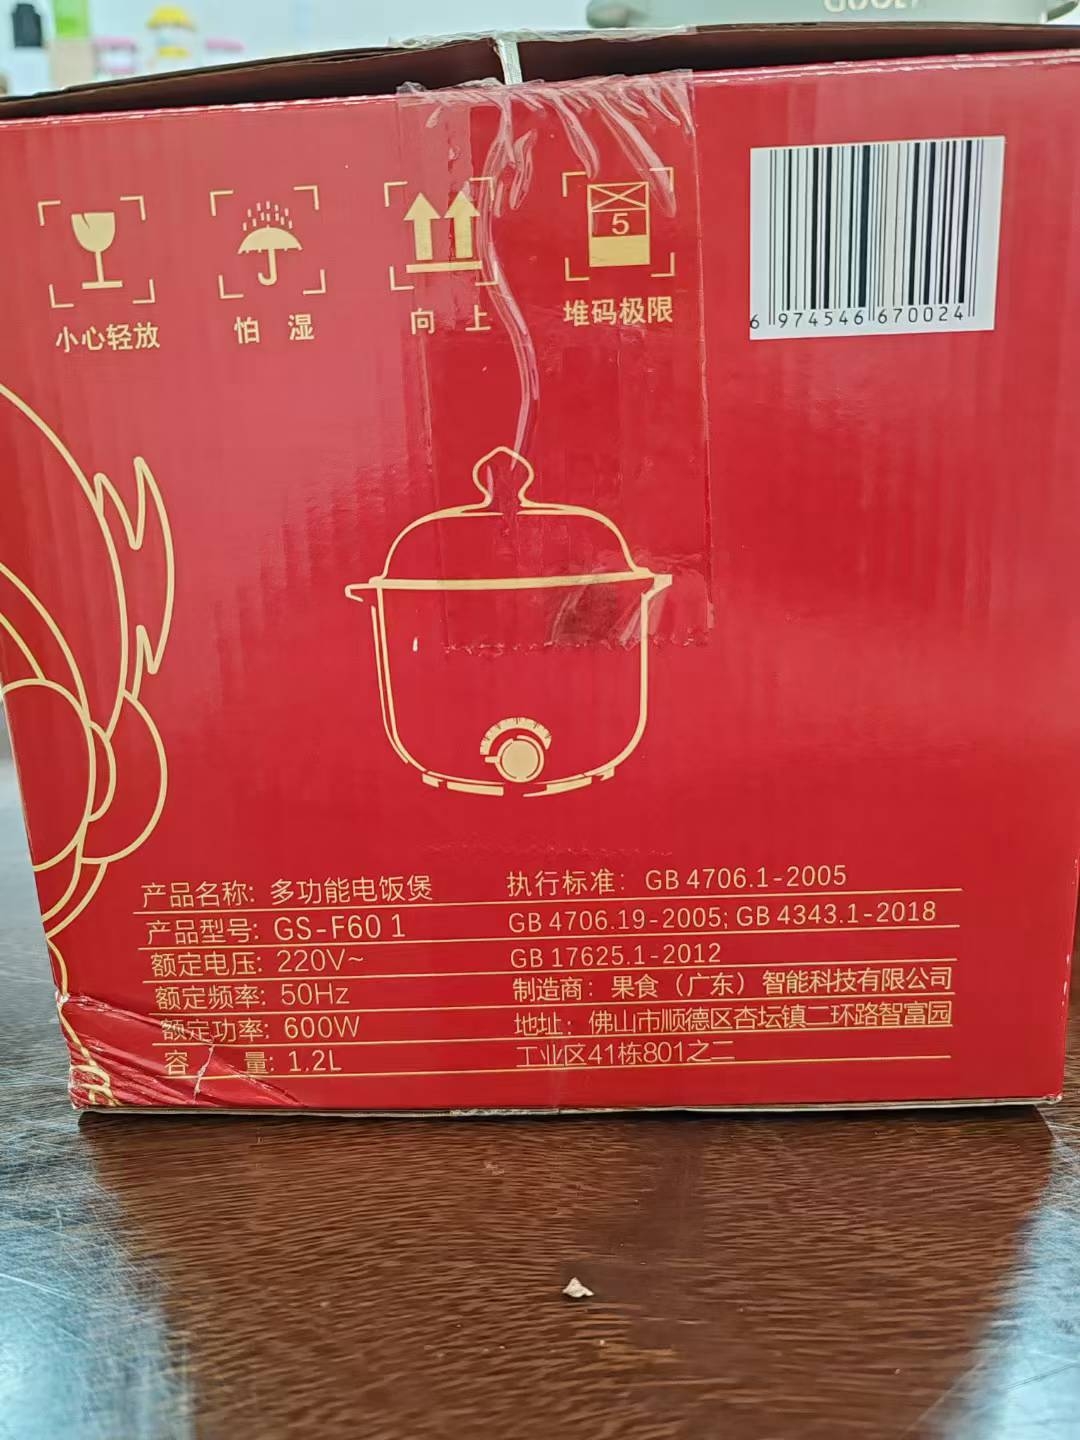 小心轻放
怕 湿
向 上
5
堆码极限
6 974546 670024
产品名称: 多功能电饭煲
产品型号: GS-F60 1
额定电压: 220V~
额定频率: 50Hz
额定功率: 600W
容 量: 1.2L
执行标准: GB 4706.1-2005
GB 4706.19-2005; GB 4343.1-2018
GB 17625.1-2012
制造商: 果食（广东）智能科技有限公司
地址: 佛山市顺德区杏坛镇二环路智富园
工业区41栋801之二